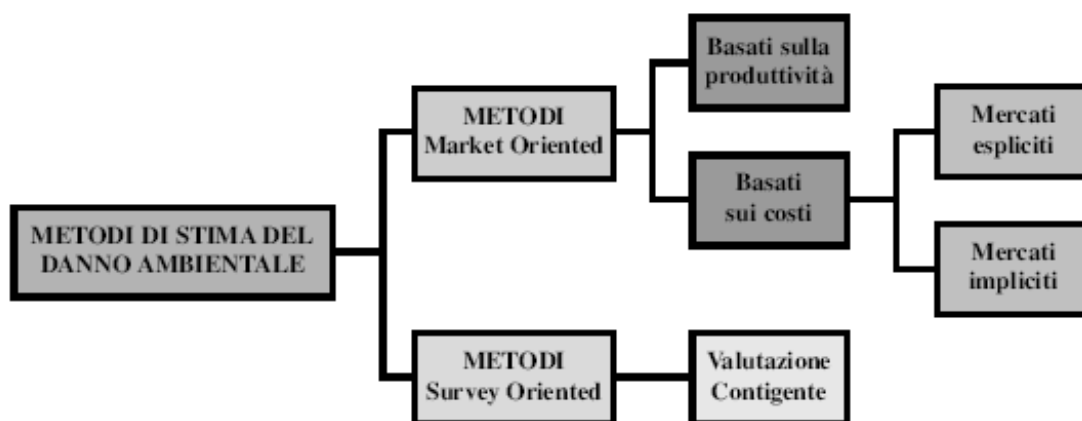 Basati sulla
produttività
METODI
Market Oriented
Mercati
espliciti
Basati
sui costi
METODI DI STIMA DEL
DANNO AMBIENTALE
Mercati
impliciti
METODI
Survey Oriented
Valutazione
Contigente